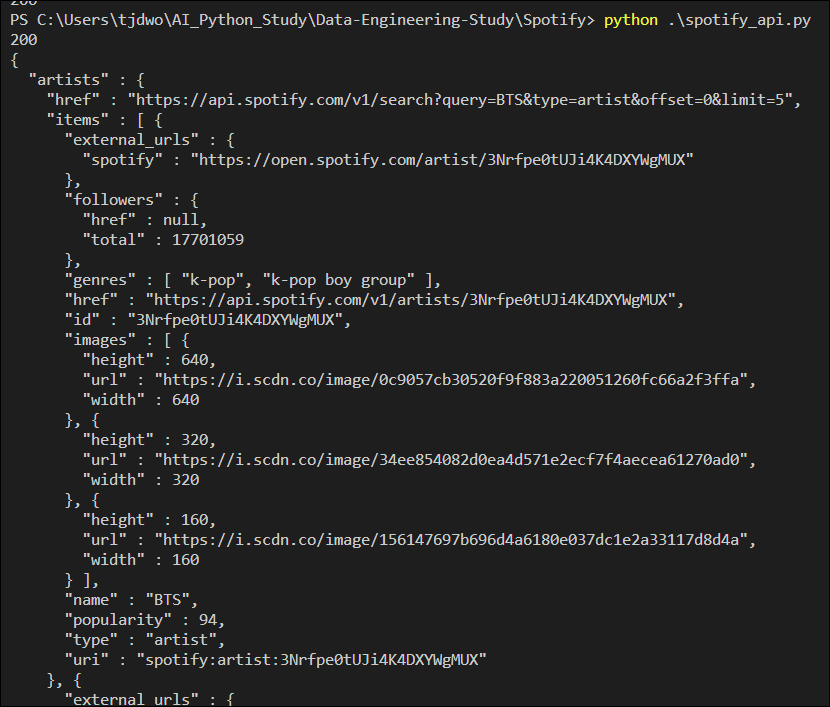 200
PS C:\Users\tjdwo\AI_Python_Study\Data-Engineering-Study\Spotify> python .\spotify_api.py
200
{
  "artists" : {
    "href" : "https://api.spotify.com/v1/search?query=BTS&type=artist&offset=0&limit=5",
    "items" : [ {
      "external_urls" : {
        "spotify" : "https://open.spotify.com/artist/3Nrfpe0tUJi4K4DXYWgMUX"
      },
      "followers" : {
        "href" : null,
        "total" : 17701059
      },
      "genres" : [ "k-pop", "k-pop boy group" ],
      "href" : "https://api.spotify.com/v1/artists/3Nrfpe0tUJi4K4DXYWgMUX",
      "id" : "3Nrfpe0tUJi4K4DXYWgMUX",
      "images" : [ {
        "height" : 640,
        "url" : "https://i.scdn.co/image/0c9057cb30520f9f883a220051260fc66a2f3ffa",
        "width" : 640
      }, {
        "height" : 320,
        "url" : "https://i.scdn.co/image/34ee854082d0ea4d571e2ecf7f4aecea61270ad0",
        "width" : 320
      }, {
        "height" : 160,
        "url" : "https://i.scdn.co/image/156147697b696d4a6180e037dc1e2a33117d8d4a",
        "width" : 160
      } ],
      "name" : "BTS",
      "popularity" : 94,
      "type" : "artist",
      "uri" : "spotify:artist:3Nrfpe0tUJi4K4DXYWgMUX"
    }, {
      "external_urls" : {